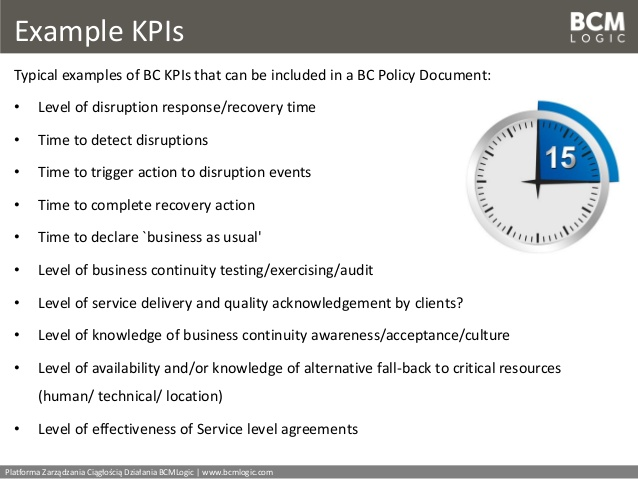 Example KPIs
BCM
LOGIC
Typical examples of BC KPIs that can be included in a BC Policy Document:
• Level of disruption response/recovery time
• Time to detect disruptions
• Time to trigger action to disruption events
• Time to complete recovery action
• Time to declare `business as usual'
• Level of business continuity testing/exercising/audit
• Level of service delivery and quality acknowledgement by clients?
• Level of knowledge of business continuity awareness/acceptance/culture
• Level of availability and/or knowledge of alternative fall-back to critical resources
(human/ technical/ location)
• Level of effectiveness of Service level agreements
15
Platforma Zarządzania Ciągłością Działania BCMLogic | www.bcmlogic.com